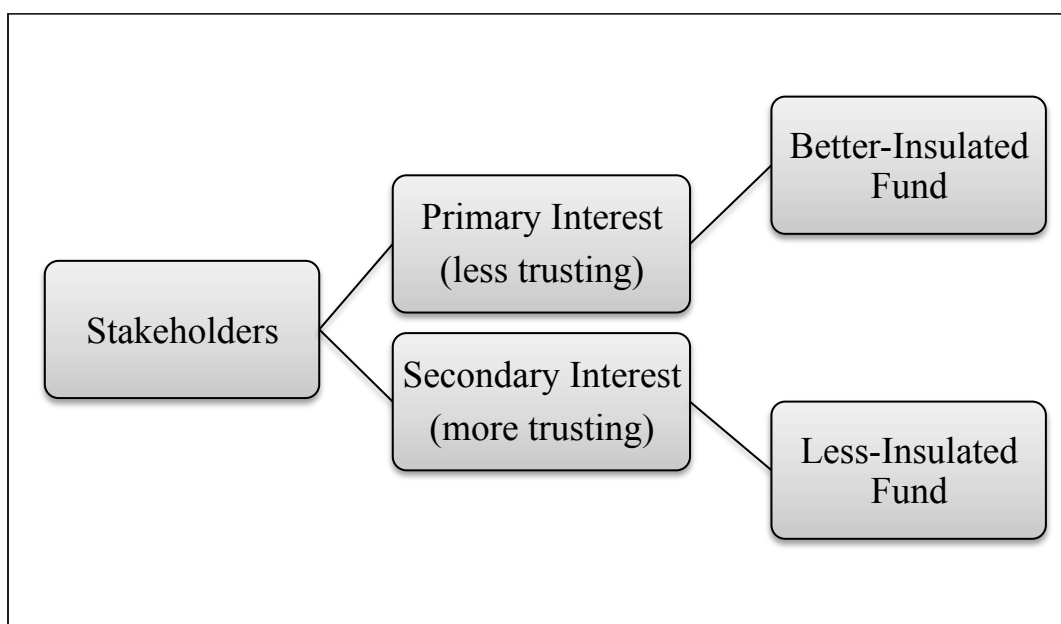 Stakeholders
Primary Interest
(less trusting)
Secondary Interest
(more trusting)
Better-Insulated
Fund
Less-Insulated
Fund